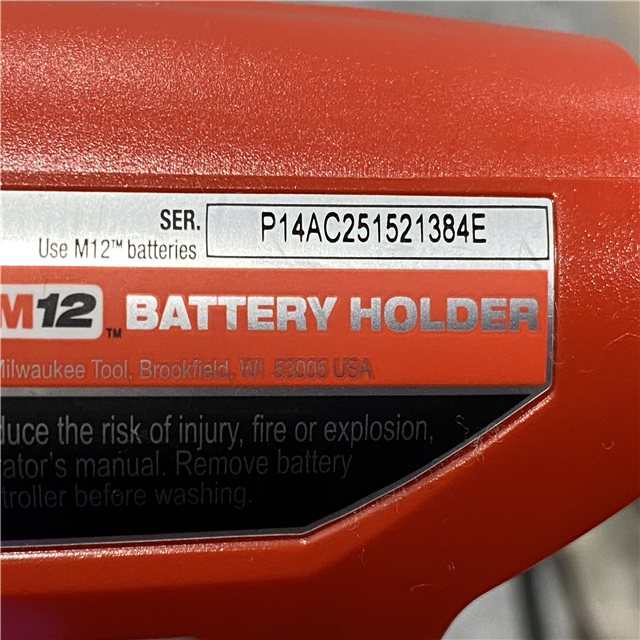 SER. P14AC251521384E
Use M12™ batteries
M12™ BATTERY HOLDER
Milwaukee Tool, Brookfield, WI 53005 USA
duce the risk of injury, fire or explosion,
rator's manual. Remove battery
troller before washing.